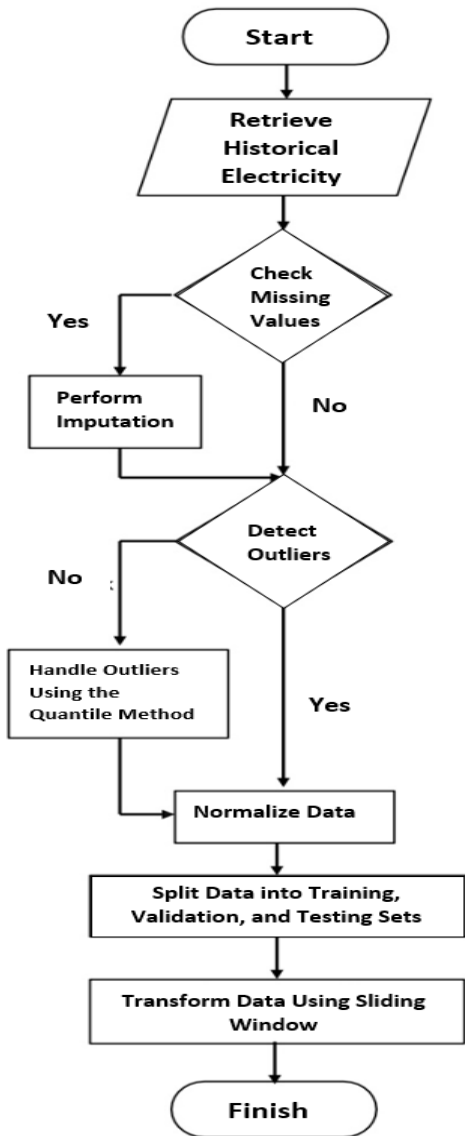 Start
Retrieve
Historical
Electricity
Check
Missing
Values
Yes
No
Perform
Imputation
Detect
Outliers
No
Yes
Handle Outliers
Using the
Quantile Method
Normalize Data
Split Data into Training,
Validation, and Testing Sets
Transform Data Using Sliding
Window
Finish